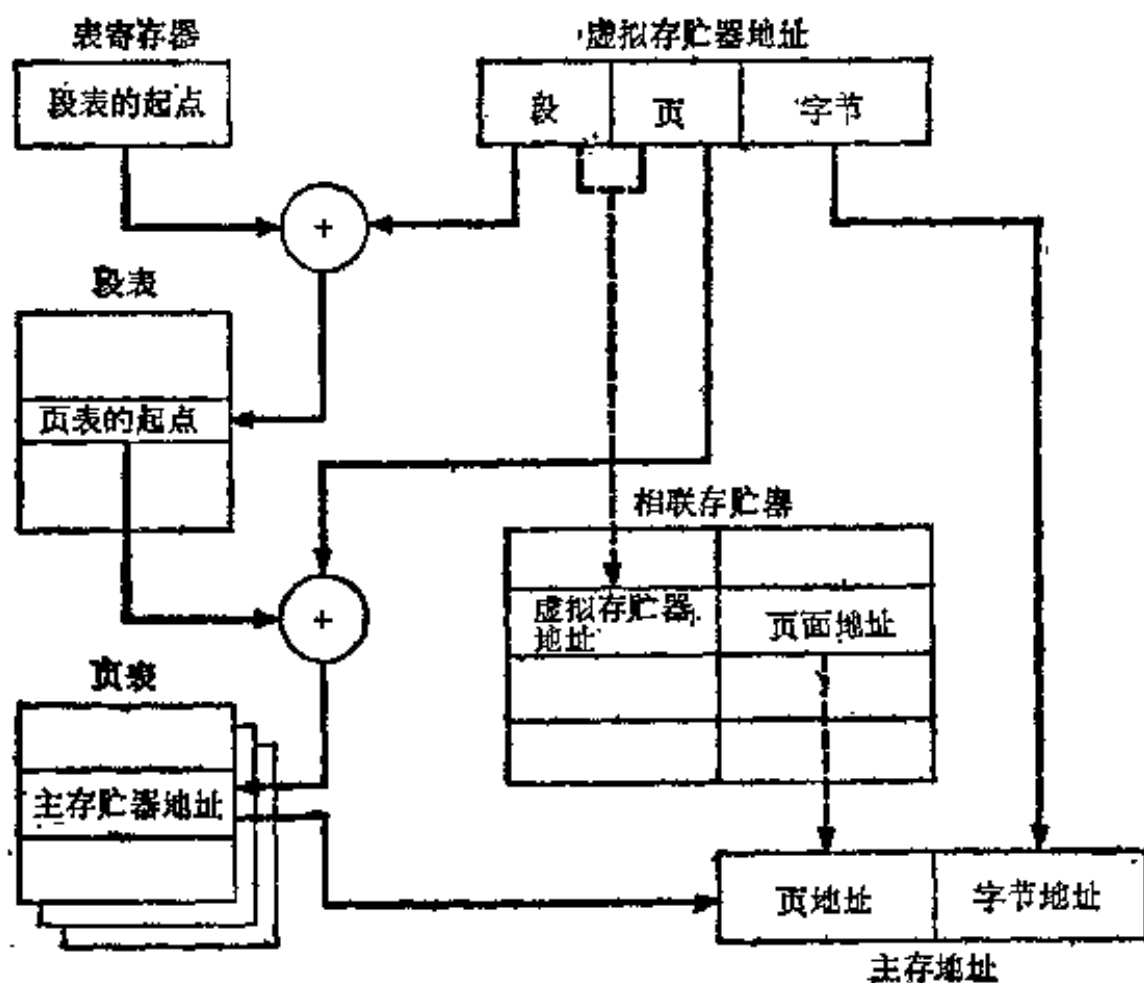 表寄存器
虚拟存贮器地址
段表的起点
段
页
字节
+
段表
页表的起点
相联存贮器
虚拟存贮器
地址
页面地址
+
页表
主存贮器地址
页地址
字节地址
主存地址